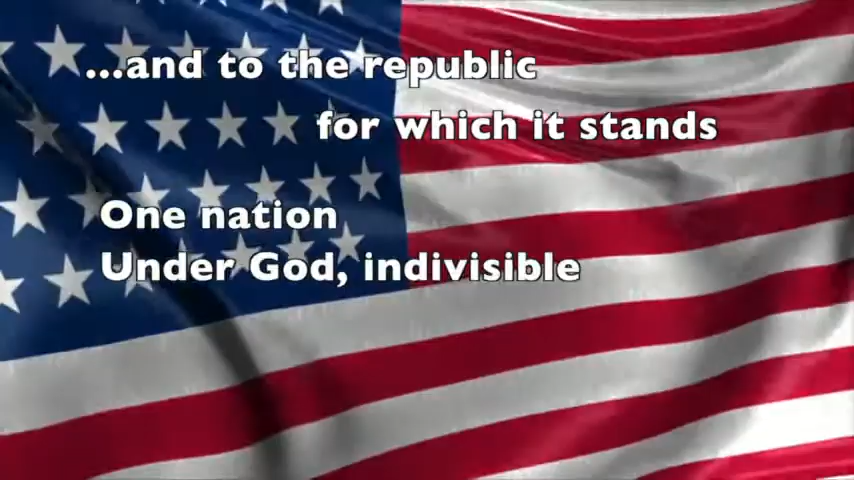 ...and to the republic
for which it stands
One nation
Under God, indivisible